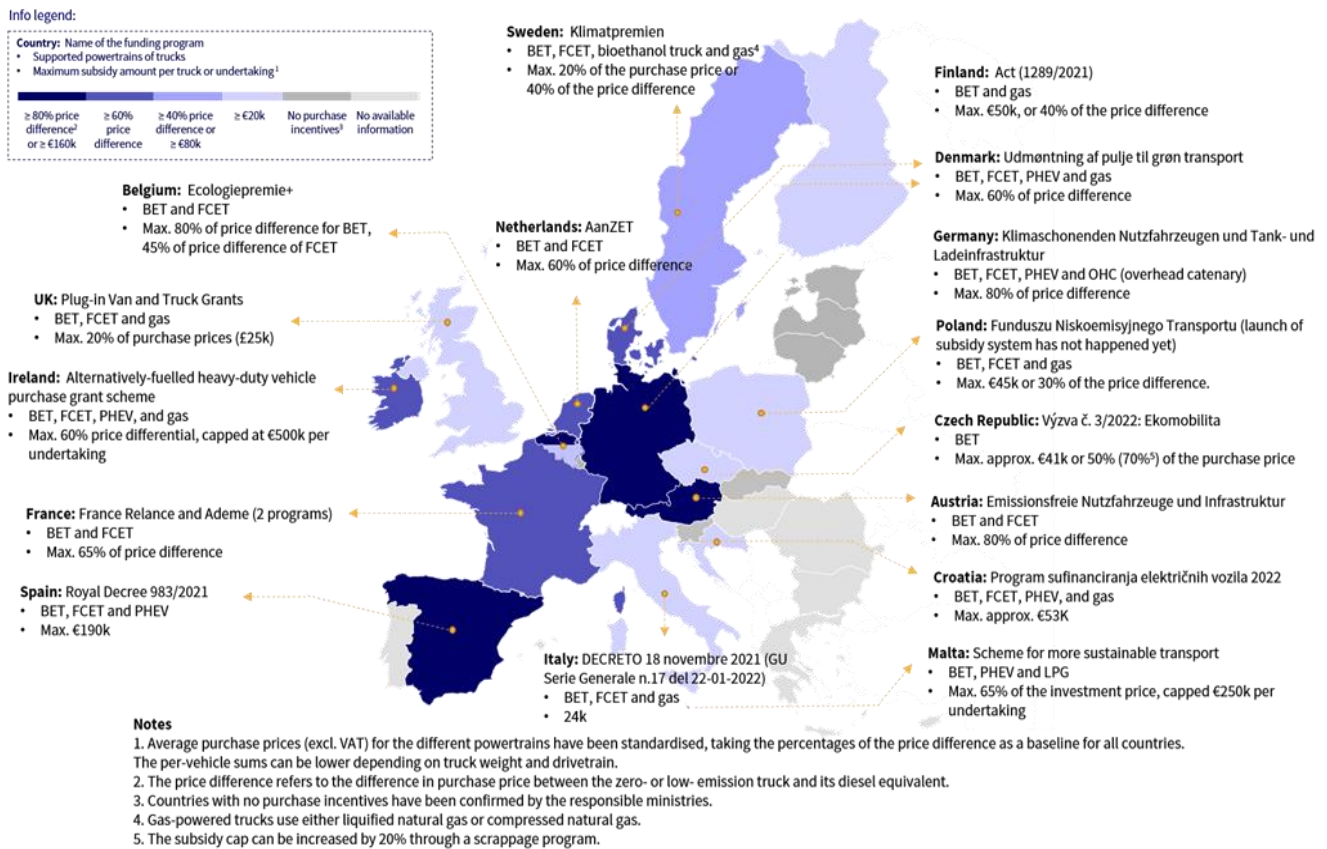 Info legend:
Country: Name of the funding program
• Supported powertrains of trucks
• Maximum subsidy amount per truck or undertaking¹
≥ 80% price difference² or ≥ €160k
≥ 60% price difference
≥ 40% price difference or ≥ €80k
≥ €20k
No purchase incentives³
No available information
Sweden: Klimatpremien
• BET, FCET, bioethanol truck and gas⁴
• Max. 20% of the purchase price or
40% of the price difference
Finland: Act (1289/2021)
• BET and gas
• Max. €50k, or 40% of the price difference
Denmark: Udmøntning af pulje til grøn transport
• BET, FCET, PHEV and gas
• Max. 60% of price difference
Belgium: Ecologiepremie+
• BET and FCET
• Max. 80% of price difference for BET,
45% of price difference of FCET
Netherlands: AanZET
• BET and FCET
• Max. 60% of price difference
Germany: Klimaschonenden Nutzfahrzeugen und Tank- und
Ladeinfrastruktur
• BET, FCET, PHEV and OHC (overhead catenary)
• Max. 80% of price difference
UK: Plug-in Van and Truck Grants
• BET, FCET and gas
• Max. 20% of purchase prices (£25k)
Poland: Funduszu Niskoemisyjnego Transportu (launch of
subsidy system has not happened yet)
• BET, FCET and gas
• Max. €45k or 30% of the price difference.
Ireland: Alternatively-fuelled heavy-duty vehicle
purchase grant scheme
• BET, FCET, PHEV, and gas
• Max. 60% price differential, capped at €500k per
undertaking
Czech Republic: Výzva č. 3/2022: Ekomobilita
• BET
• Max. approx. €41k or 50% (70%⁵) of the purchase price
Austria: Emissionsfreie Nutzfahrzeuge und Infrastruktur
• BET and FCET
• Max. 80% of price difference
France: France Relance and Ademe (2 programs)
• BET and FCET
• Max. 65% of price difference
Croatia: Program sufinanciranja električnih vozila 2022
• BET, FCET, PHEV, and gas
• Max. approx. €53K
Spain: Royal Decree 983/2021
• BET, FCET and PHEV
• Max. €190k
Italy: DECRETO 18 novembre 2021 (GU
Serie Generale n.17 del 22-01-2022)
• BET, FCET and gas
• 24k
Malta: Scheme for more sustainable transport
• BET, PHEV and LPG
• Max. 65% of the investment price, capped €250k per
undertaking
Notes
1. Average purchase prices (excl. VAT) for the different powertrains have been standardised, taking the percentages of the price difference as a baseline for all countries.
The per-vehicle sums can be lower depending on truck weight and drivetrain.
2. The price difference refers to the difference in purchase price between the zero- or low- emission truck and its diesel equivalent.
3. Countries with no purchase incentives have been confirmed by the responsible ministries.
4. Gas-powered trucks use either liquified natural gas or compressed natural gas.
5. The subsidy cap can be increased by 20% through a scrappage program.